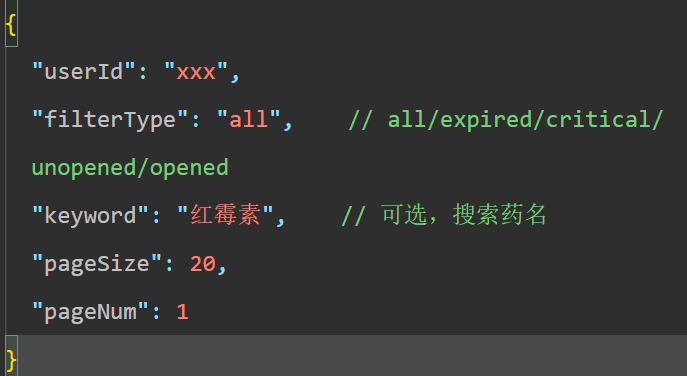 {
"userId": "xxx",
"filterType": "all",    // all/expired/critical/
unopened/opened
"keyword": "红霉素",    // 可选，搜索药名
"pageSize": 20,
"pageNum": 1
}